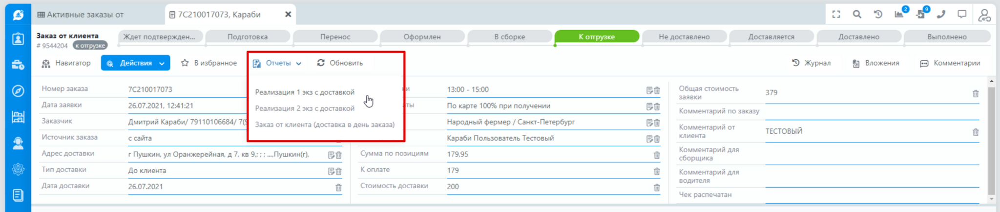 Активные заказы от
7С210017073, Караби
2
9
Заказ от клиента
# 9544204 к отгрузке
Ждет подтвержден...
Подготовка
Перенос
Оформлен
В сборке
К отгрузке
Не доставлено
Доставляется
Доставлено
Выполнено
Навигатор
Действия
В избранное
Отчеты
Обновить
Журнал
Вложения
Комментарии
Реализация 1 экз с доставкой
Реализация 2 экз с доставкой
Заказ от клиента (доставка в день заказа)
Номер заказа 7С210017073
Дата заявки 26.07.2021, 12:41:21
Заказчик Дмитрий Караби/ 79110106684/ 7(9
Источник заказа с сайта
Адрес доставки г Пушкин, ул Оранжерейная, д 7, кв 9,; ; ; ...,Пушкин(г),
Тип доставки До клиента
Дата доставки 26.07.2021
13:00 - 15:00
По карте 100% при получении
Народный фермер / Санкт-Петербург
Караби Пользователь Тестовый
Сумма по позициям 179,95
К оплате 179
Стоимость доставки 200
Общая стоимость
заявки
379
Комментарий по заказу
Комментарий от
клиента
ТЕСТОВЫЙ
Комментарий для
сборщика
Комментарий для
водителя
Чек распечатан